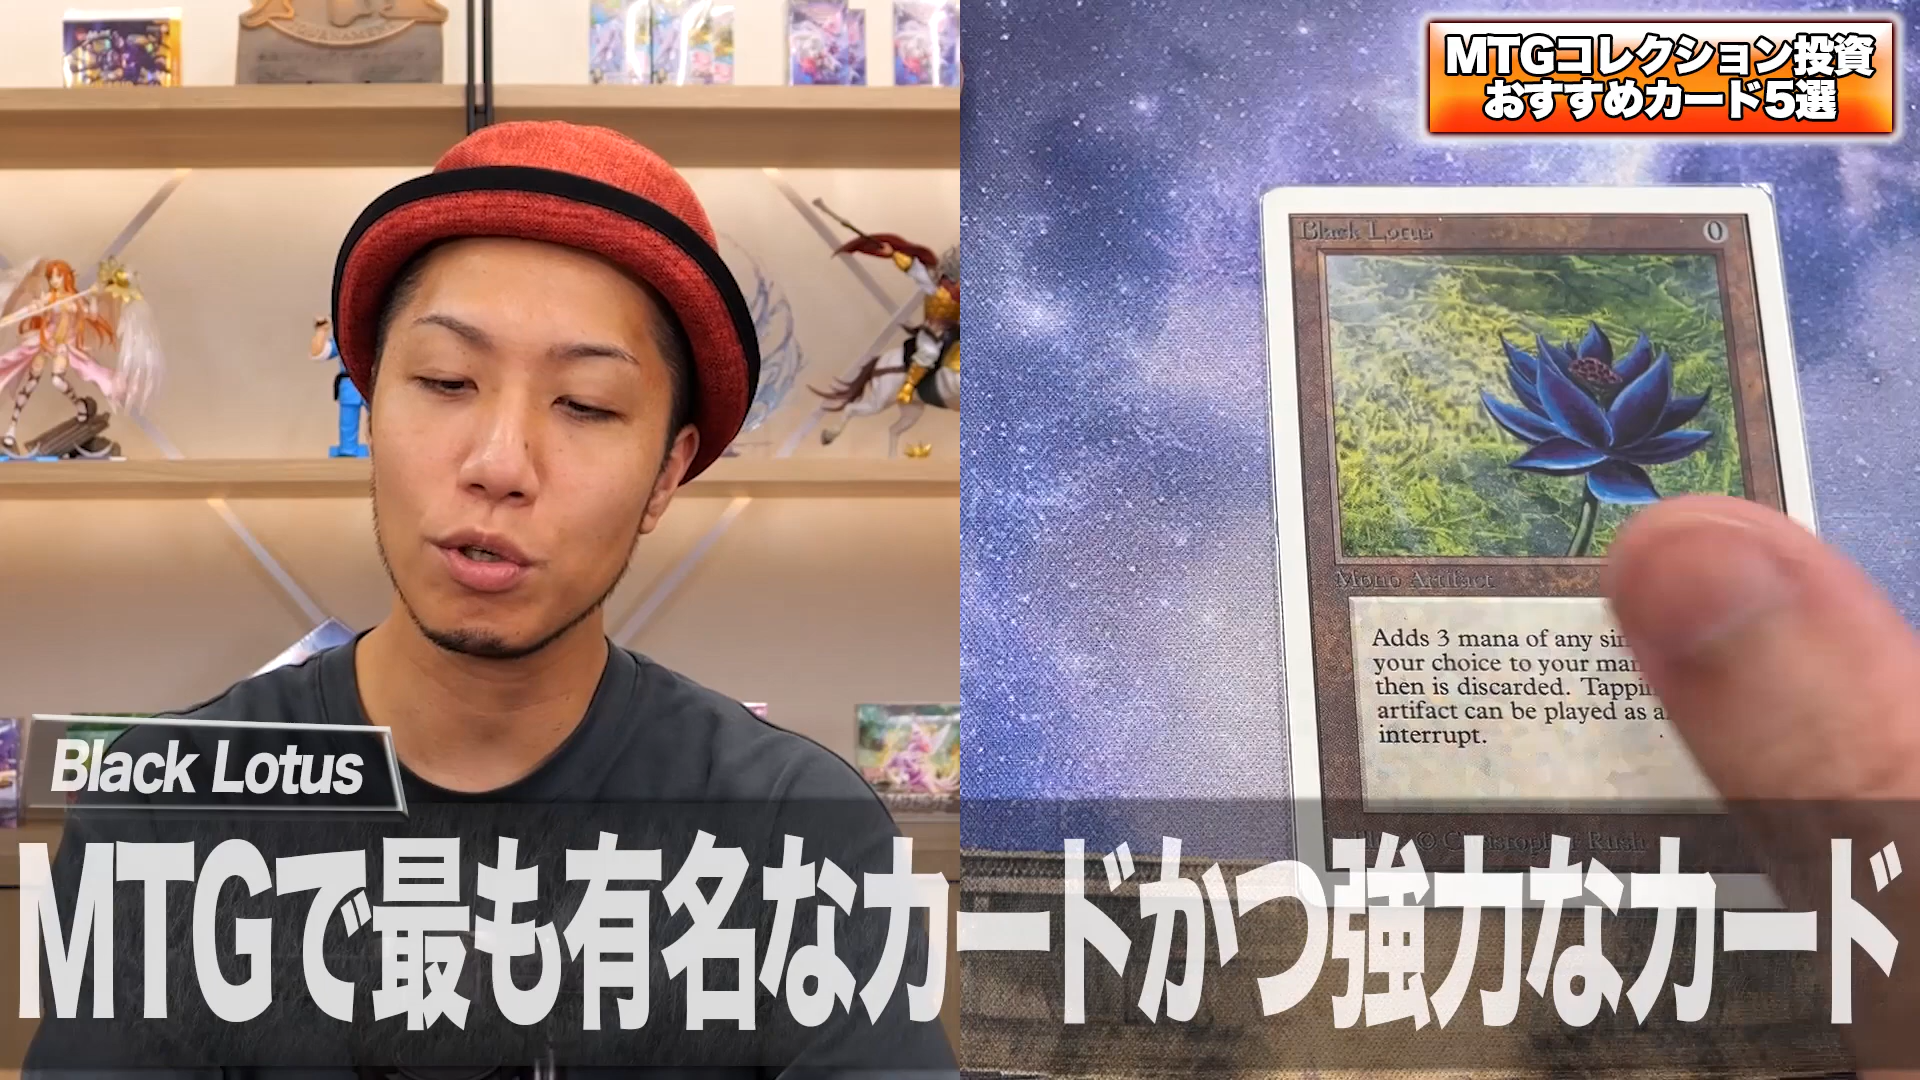 MTGコレクション投資
おすすめカード5選
Black Lotus
0
Mono Artifact
Adds 3 mana of any
your choice to your
then is discarded.
artifact can be played as
interrupt.
Illus. © Christopher Rush
Black Lotus
MTGで最も有名なカードかつ強力なカード